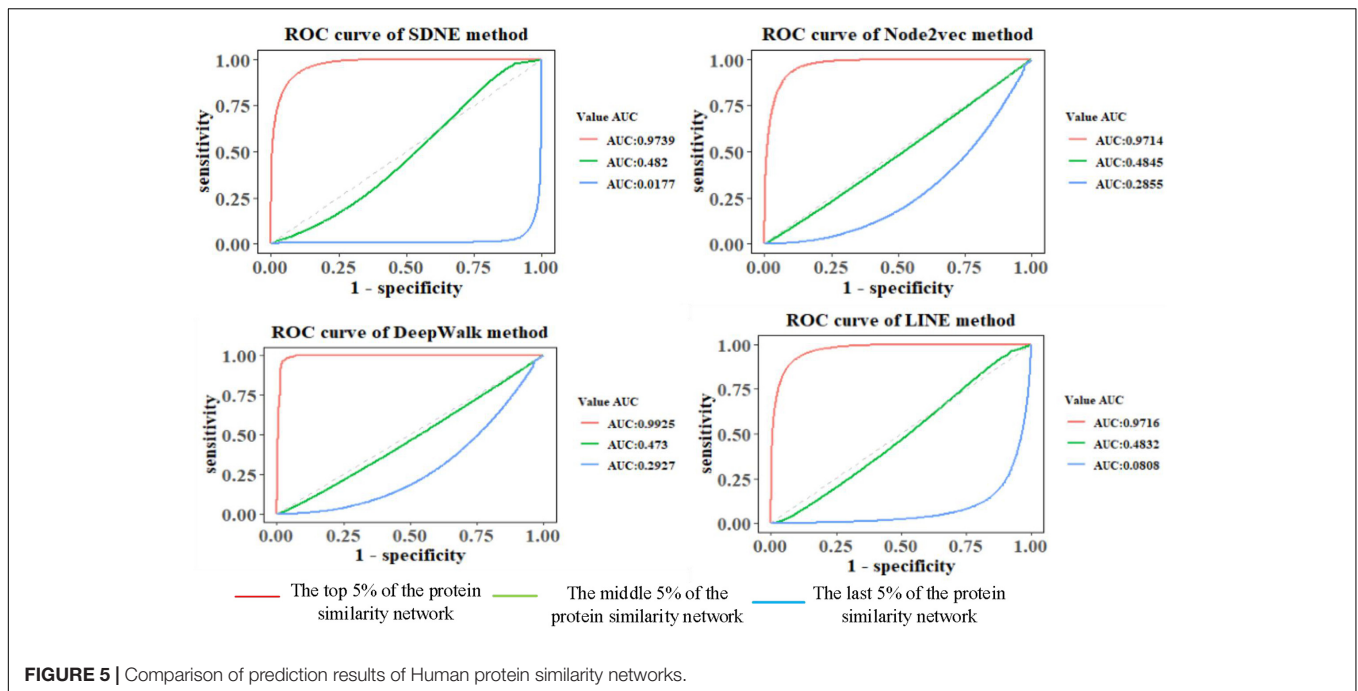 ROC curve of SDNE method
1.00
0.75
0.50
0.25
0.00
sensitivity
0.00 0.25 0.50 0.75 1.00
1 - specificity
Value AUC
AUC:0.9739
AUC:0.482
AUC:0.0177
ROC curve of Node2vec method
1.00
0.75
0.50
0.25
0.00
sensitivity
0.00 0.25 0.50 0.75 1.00
1 - specificity
Value AUC
AUC:0.9714
AUC:0.4845
AUC:0.2855
ROC curve of DeepWalk method
1.00
0.75
0.50
0.25
0.00
sensitivity
0.00 0.25 0.50 0.75 1.00
1 - specificity
Value AUC
AUC:0.9925
AUC:0.473
AUC:0.2927
ROC curve of LINE method
1.00
0.75
0.50
0.25
0.00
sensitivity
0.00 0.25 0.50 0.75 1.00
1 - specificity
Value AUC
AUC:0.9716
AUC:0.4832
AUC:0.0808
The top 5% of the protein
similarity network
The middle 5% of the
protein similarity network
The last 5% of the protein
similarity network
FIGURE 5 | Comparison of prediction results of Human protein similarity networks.